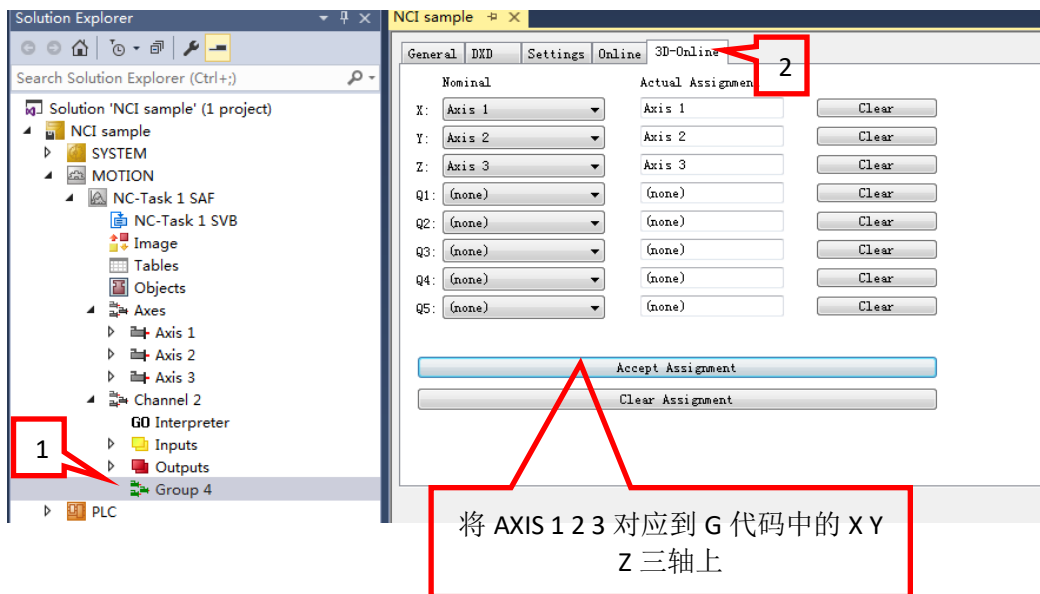 Solution Explorer
NCI sample
Search Solution Explorer (Ctrl+;)
Solution 'NCI sample' (1 project)
NCI sample
SYSTEM
MOTION
NC-Task 1 SAF
NC-Task 1 SVB
Image
Tables
Objects
Axes
Axis 1
Axis 2
Axis 3
Channel 2
GO Interpreter
Inputs
Outputs
Group 4
PLC
1
General DXD Settings Online 3D-Online
2
Nominal Actual Assignmen
X: Axis 1 Axis 1 Clear
Y: Axis 2 Axis 2 Clear
Z: Axis 3 Axis 3 Clear
Q1: (none) (none) Clear
Q2: (none) (none) Clear
Q3: (none) (none) Clear
Q4: (none) (none) Clear
Q5: (none) (none) Clear
Accept Assignment
Clear Assignment
将 AXIS 1 2 3 对应到 G 代码中的 X Y
Z 三轴上